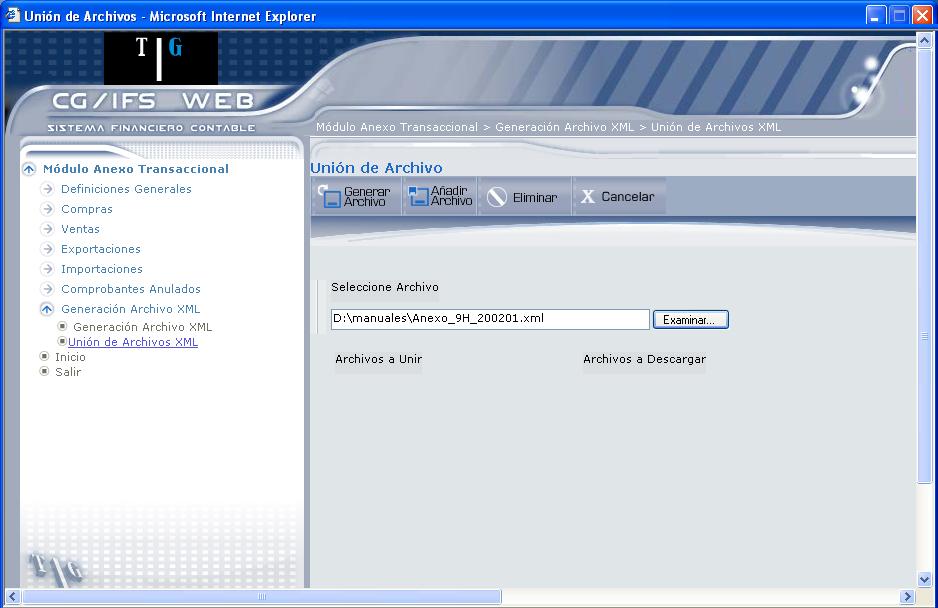 Unión de Archivos - Microsoft Internet Explorer
T G
CG/IFS WEB
SISTEMA FINANCIERO CONTABLE
Módulo Anexo Transaccional > Generación Archivo XML > Unión de Archivos XML
Módulo Anexo Transaccional
Definiciones Generales
Compras
Ventas
Exportaciones
Importaciones
Comprobantes Anulados
Generación Archivo XML
Generación Archivo XML
Unión de Archivos XML
Inicio
Salir
TIG
Unión de Archivo
Generar Archivo
Añadir Archivo
Eliminar
X Cancelar
Seleccione Archivo
D:\manuales\Anexo_9H_200201.xml
Examinar...
Archivos a Unir
Archivos a Descargar